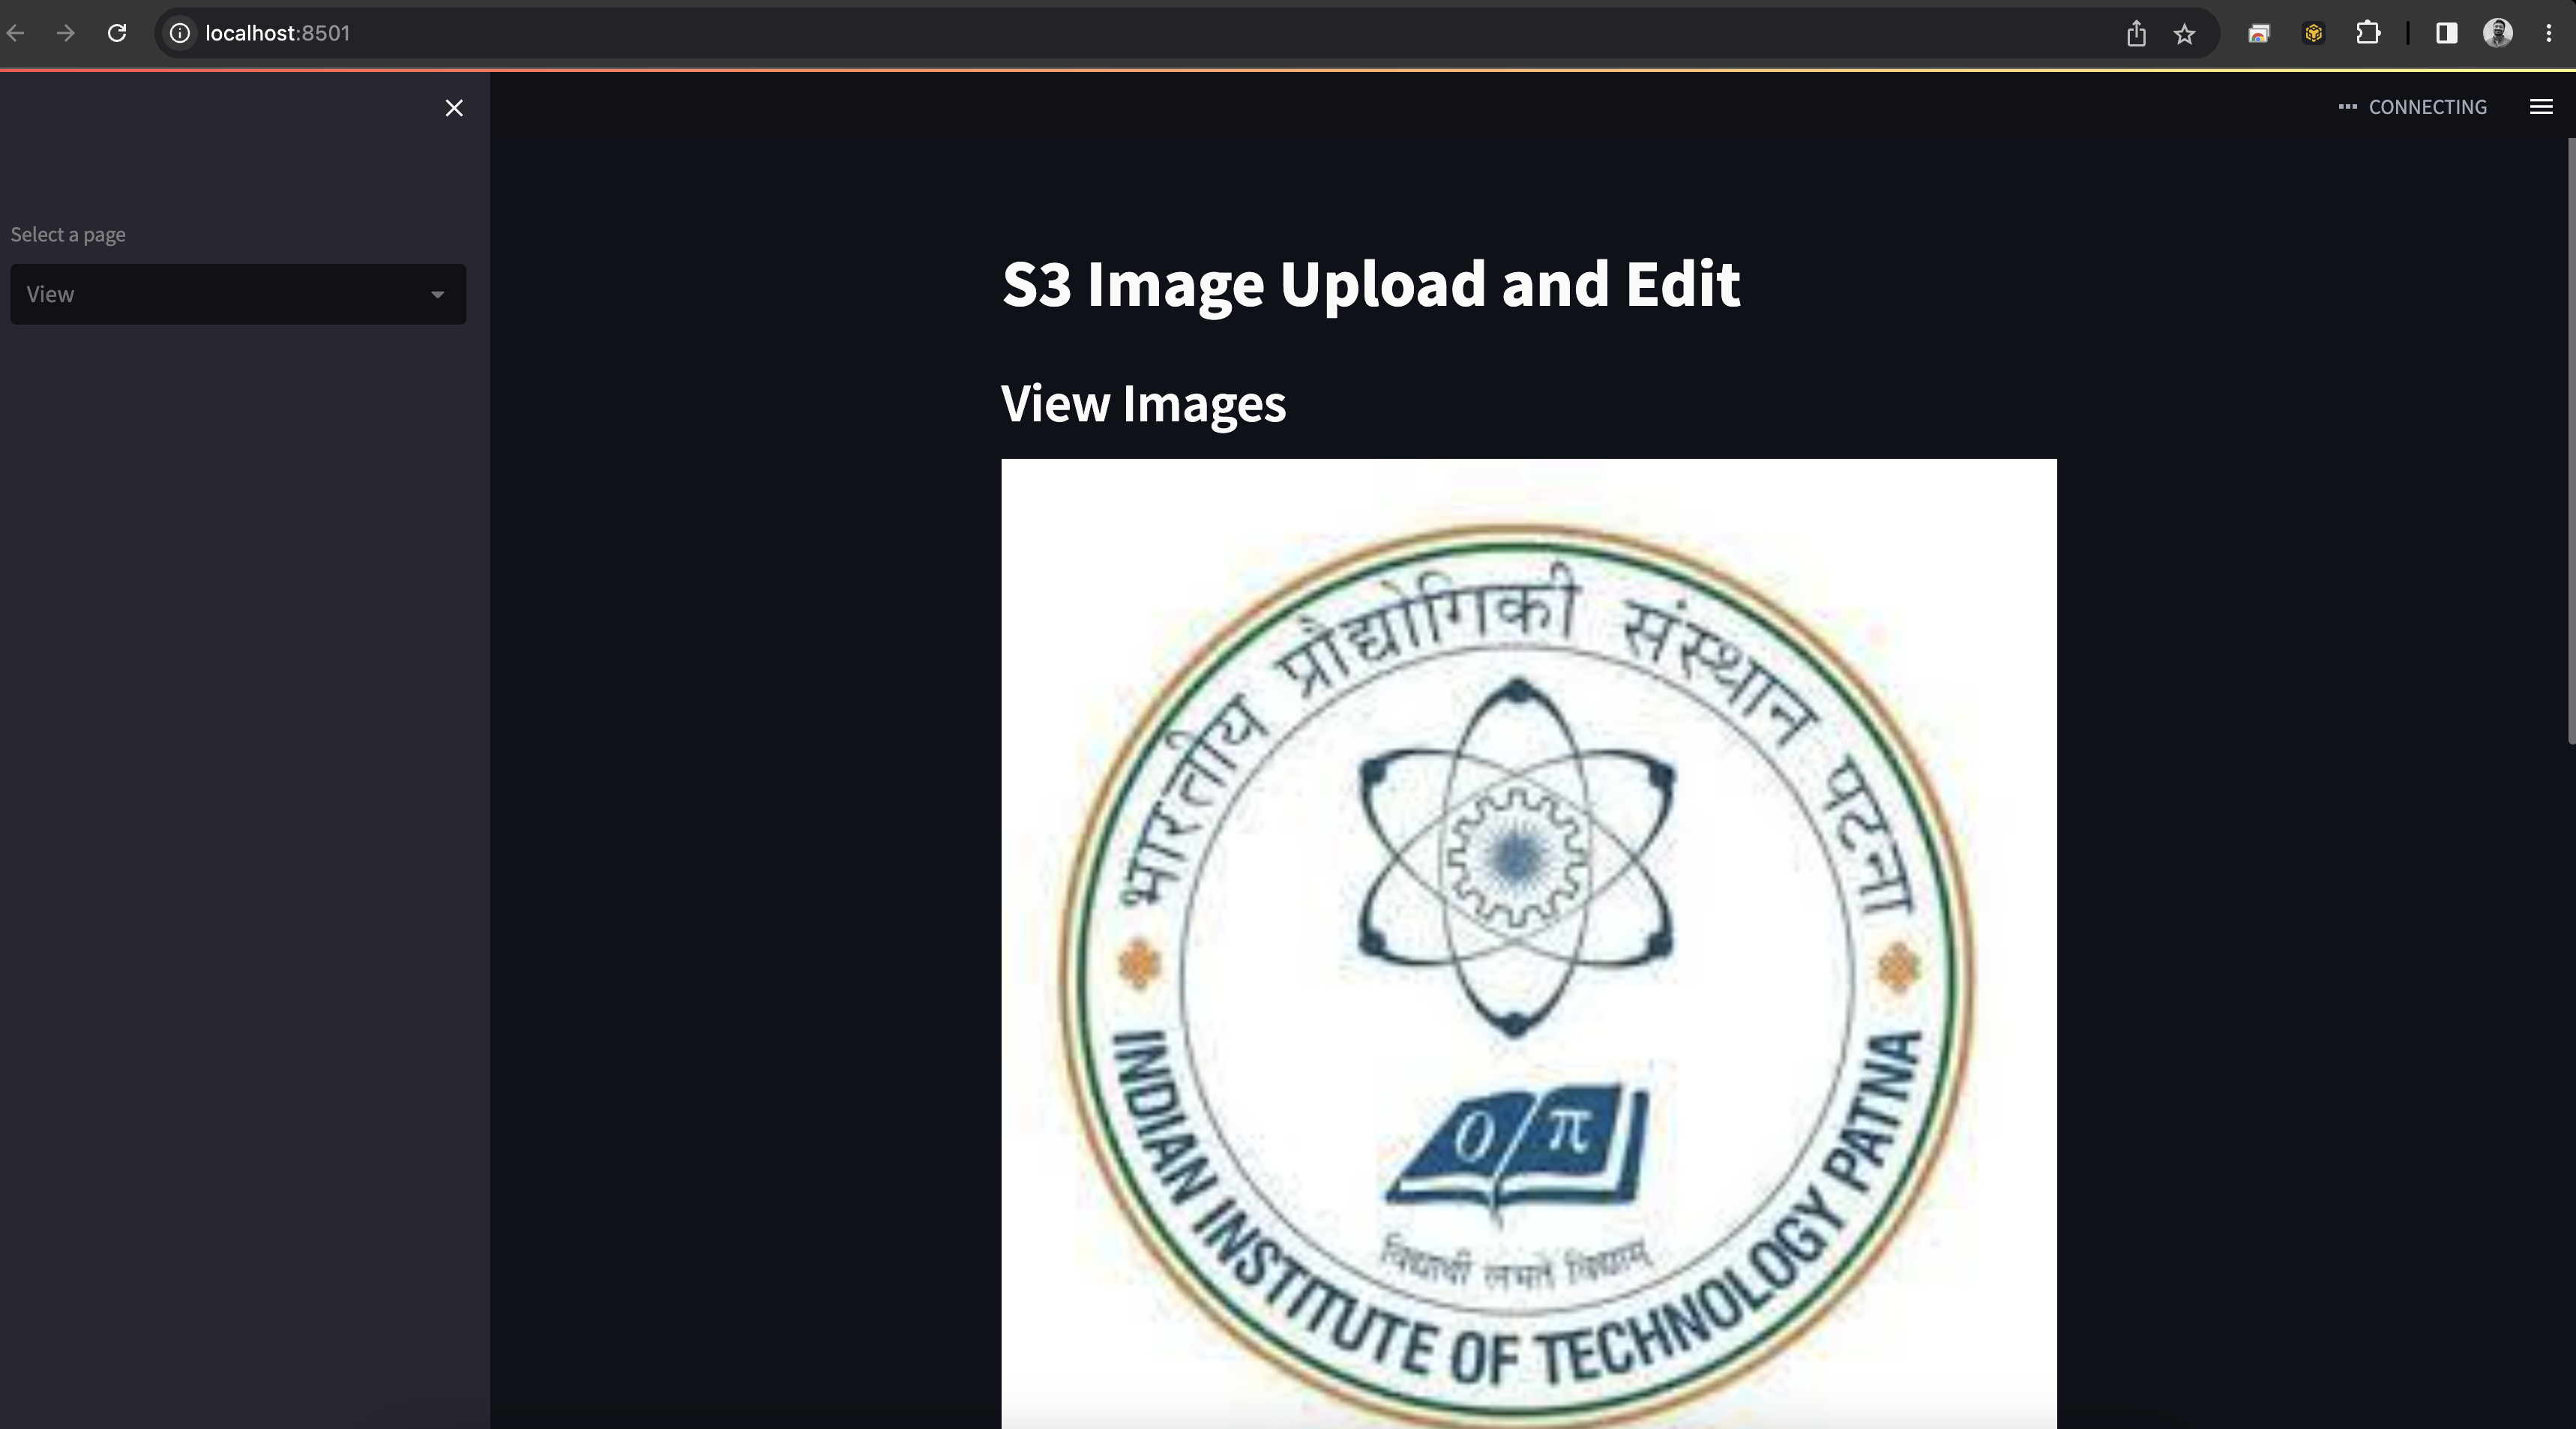 localhost:8501
CONNECTING
Select a page
View
S3 Image Upload and Edit
View Images
भारतीय प्रौद्योगिकी संस्थान पटना
0 π
विद्यार्थी लभते विद्याम्
INDIAN INSTITUTE OF TECHNOLOGY PATNA